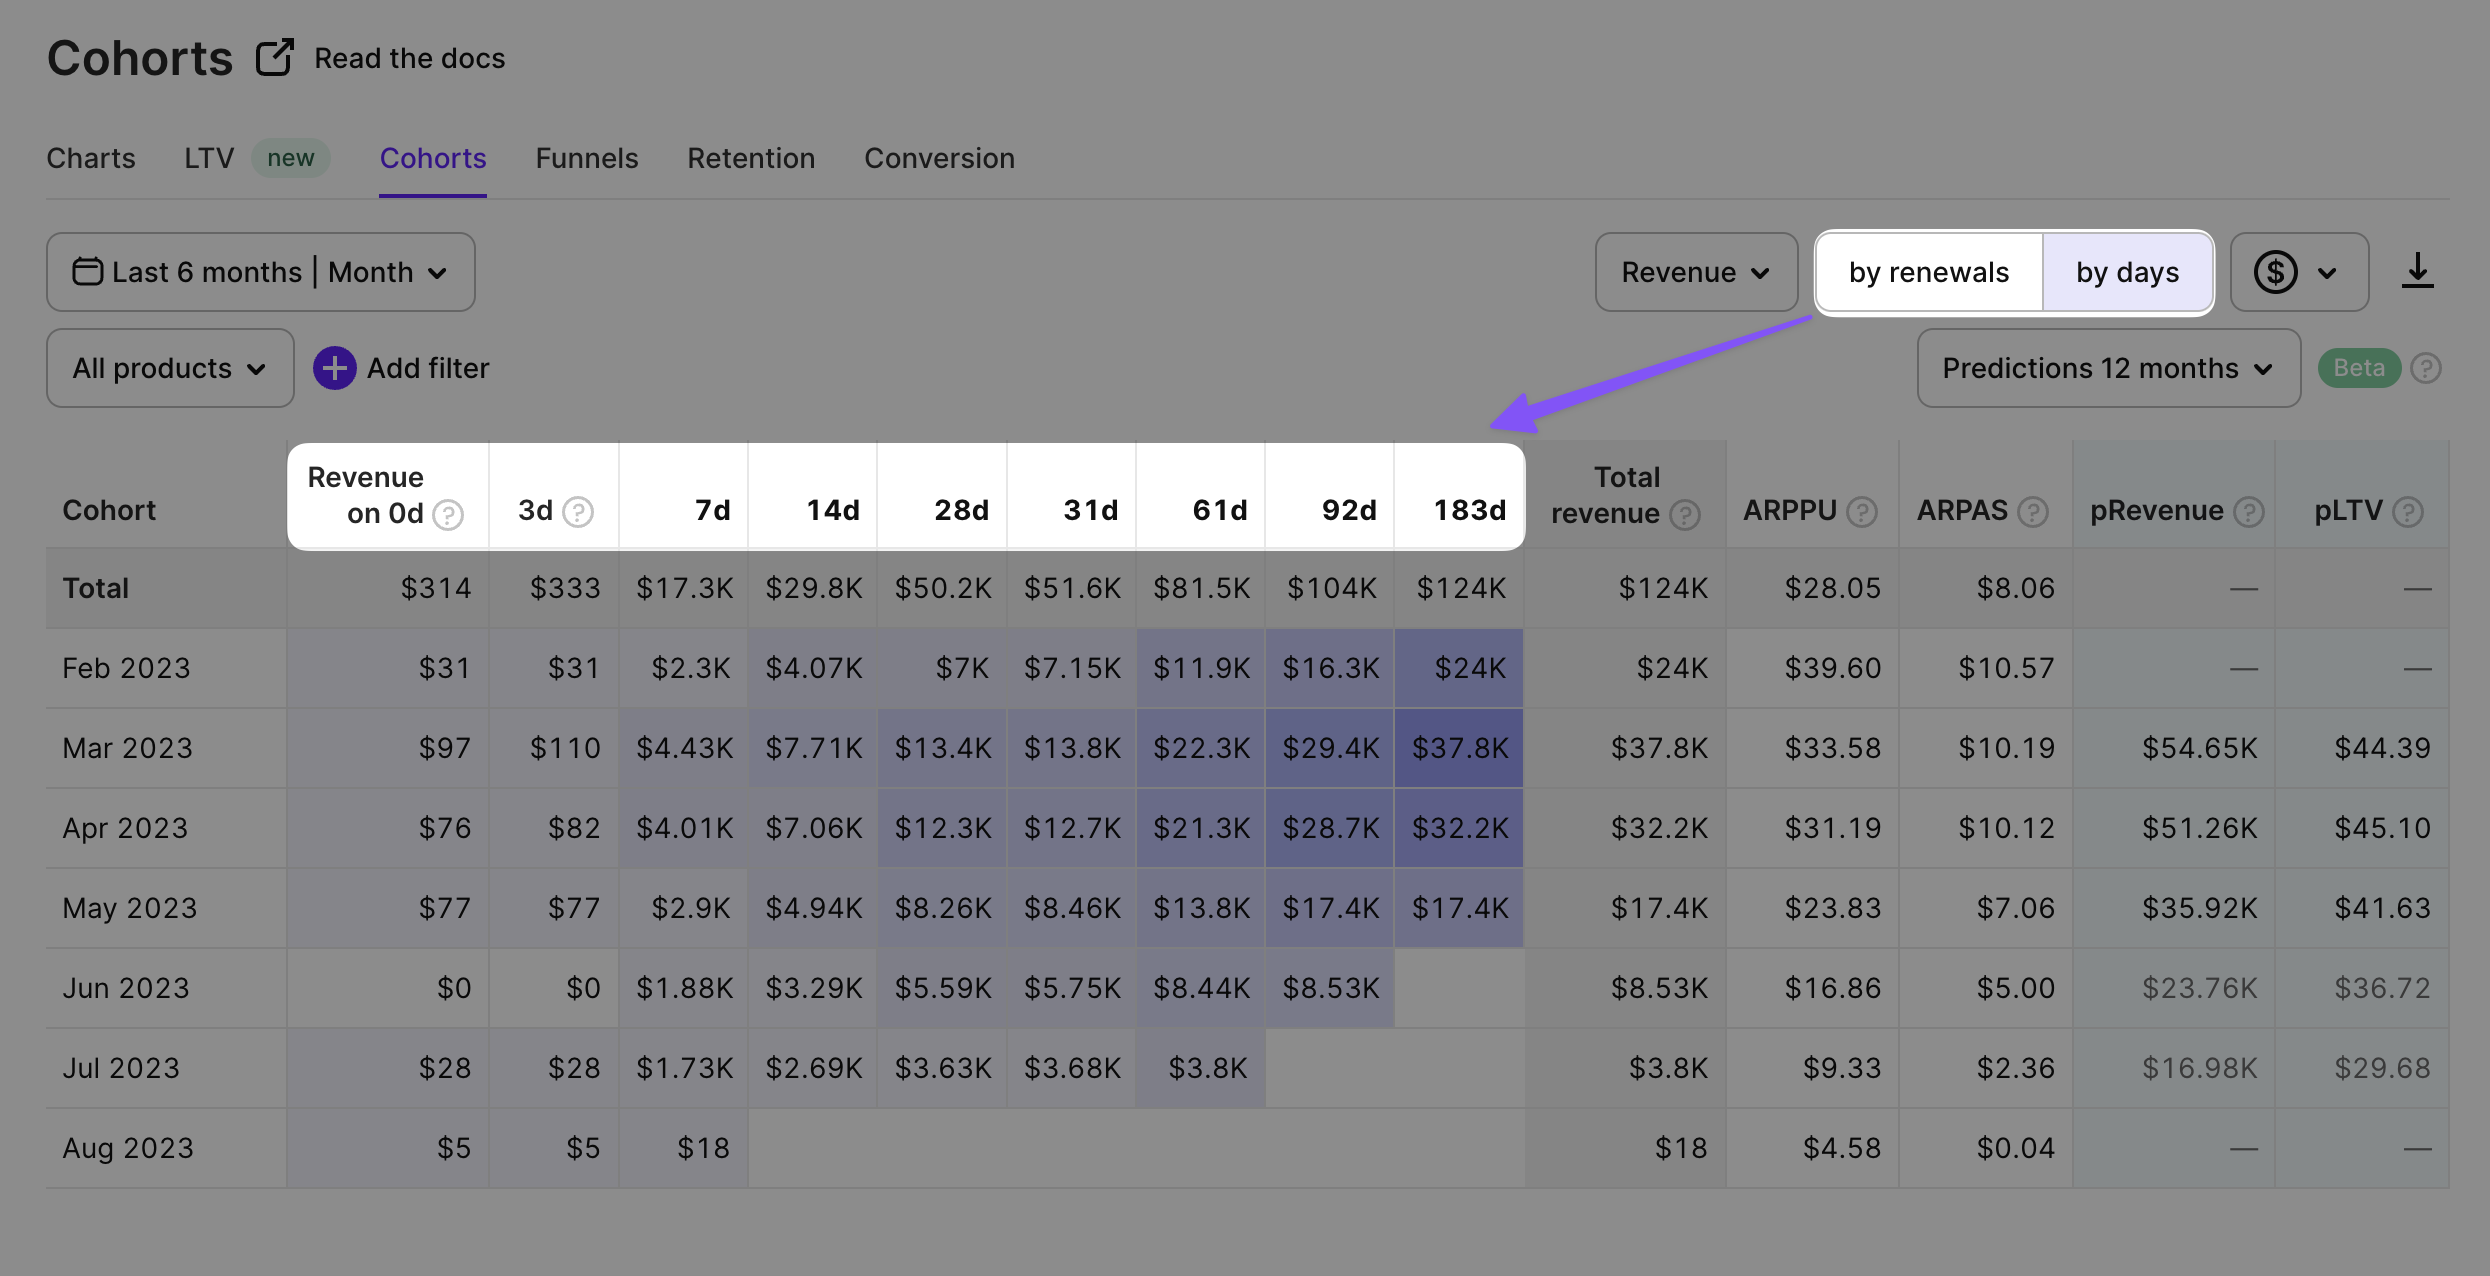 Cohorts Read the docs
Charts LTV new Cohorts Funnels Retention Conversion
Last 6 months | Month Revenue by renewals by days $
All products + Add filter Predictions 12 months Beta ?
Cohort Revenue on 0d ? 3d ? 7d 14d 28d 31d 61d 92d 183d Total revenue ? ARPPU ? ARPAS ? pRevenue ? pLTV ?
Total $314 $333 $17.3K $29.8K $50.2K $51.6K $81.5K $104K $124K $124K $28.05 $8.06 — —
Feb 2023 $31 $31 $2.3K $4.07K $7K $7.15K $11.9K $16.3K $24K $24K $39.60 $10.57 — —
Mar 2023 $97 $110 $4.43K $7.71K $13.4K $13.8K $22.3K $29.4K $37.8K $37.8K $33.58 $10.19 $54.65K $44.39
Apr 2023 $76 $82 $4.01K $7.06K $12.3K $12.7K $21.3K $28.7K $32.2K $32.2K $31.19 $10.12 $51.26K $45.10
May 2023 $77 $77 $2.9K $4.94K $8.26K $8.46K $13.8K $17.4K $17.4K $17.4K $23.83 $7.06 $35.92K $41.63
Jun 2023 $0 $0 $1.88K $3.29K $5.59K $5.75K $8.44K $8.53K $8.53K $16.86 $5.00 $23.76K $36.72
Jul 2023 $28 $28 $1.73K $2.69K $3.63K $3.68K $3.8K $3.8K $9.33 $2.36 $16.98K $29.68
Aug 2023 $5 $5 $18 $18 $4.58 $0.04 — —